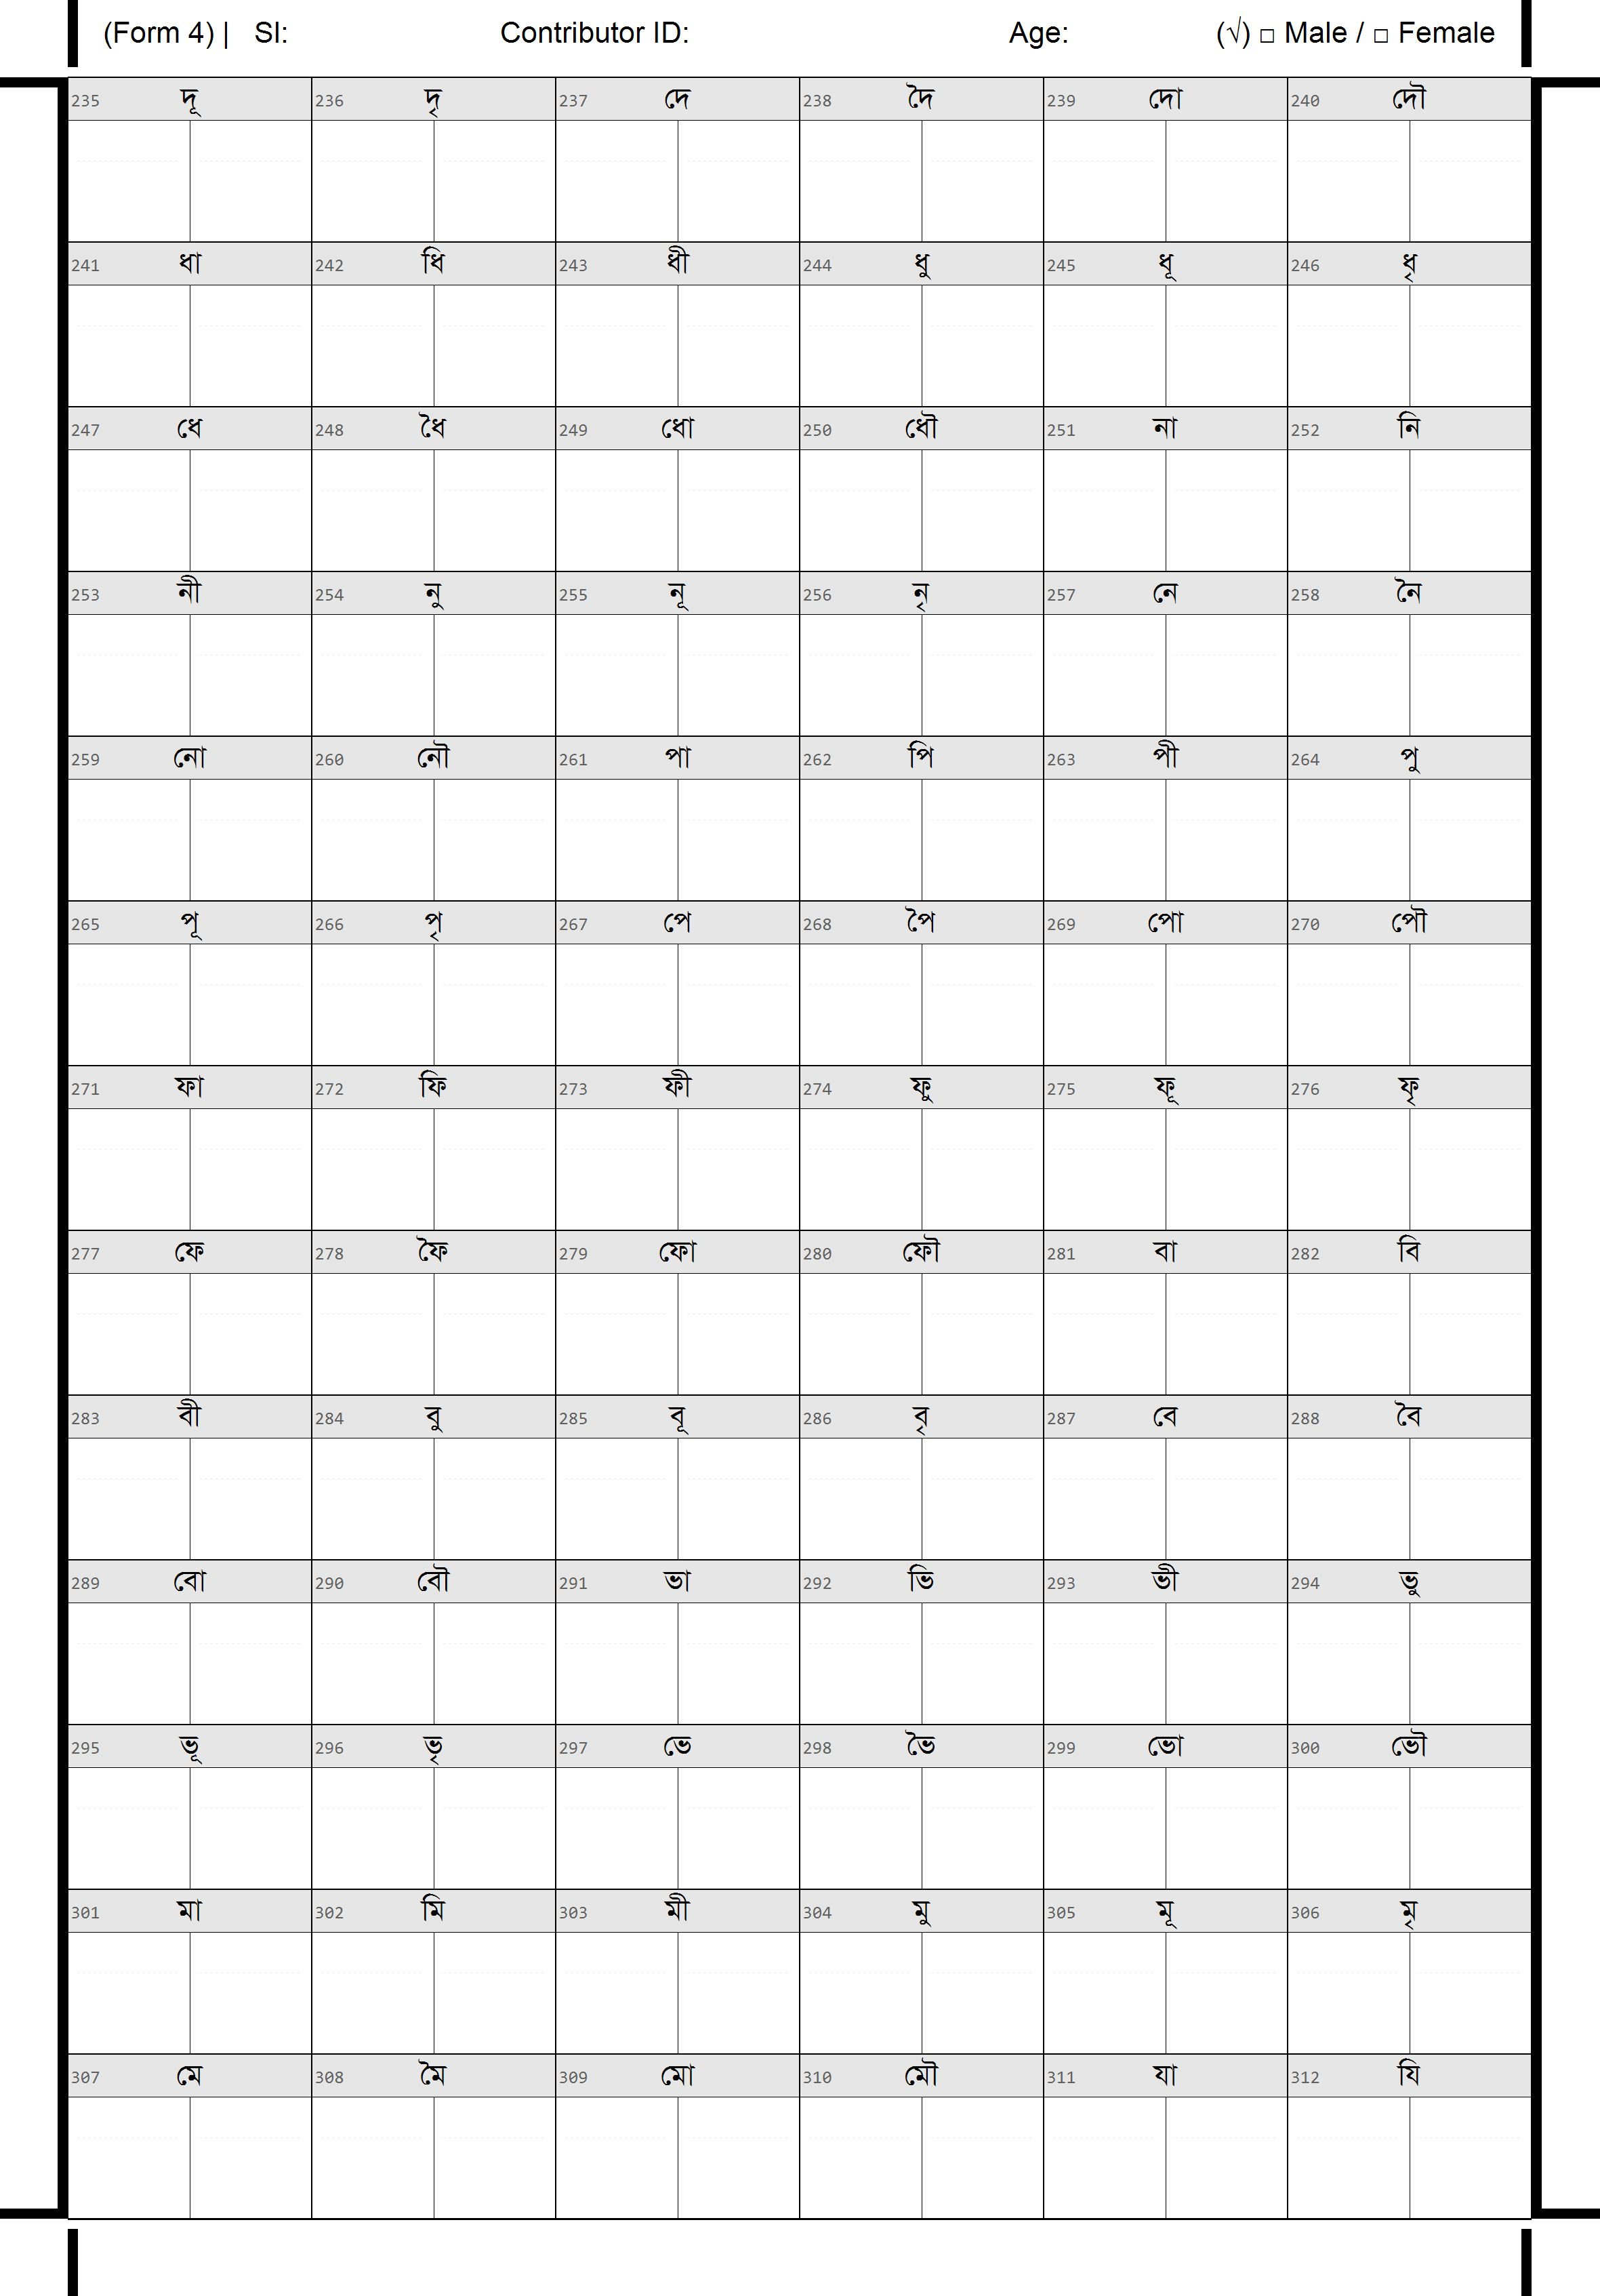 (Form 4) | Sl: Contributor ID: Age: (√) □ Male / □ Female
235 দূ 236 দৃ 237 দে 238 দৈ 239 দো 240 দৌ
241 ধা 242 ধি 243 ধী 244 ধু 245 ধূ 246 ধৃ
247 ধে 248 ধৈ 249 ধো 250 ধৌ 251 না 252 নি
253 নী 254 নু 255 নূ 256 নৃ 257 নে 258 নৈ
259 নো 260 নৌ 261 পা 262 পি 263 পী 264 পু
265 পূ 266 পৃ 267 পে 268 পৈ 269 পো 270 পৌ
271 ফা 272 ফি 273 ফী 274 ফু 275 ফূ 276 ফৃ
277 ফে 278 ফৈ 279 ফো 280 ফৌ 281 বা 282 বি
283 বী 284 বু 285 বূ 286 বৃ 287 বে 288 বৈ
289 বো 290 বৌ 291 ভা 292 ভি 293 ভী 294 ভু
295 ভূ 296 ভৃ 297 ভে 298 ভৈ 299 ভো 300 ভৌ
301 মা 302 মি 303 মী 304 মু 305 মূ 306 মৃ
307 মে 308 মৈ 309 মো 310 মৌ 311 যা 312 যি